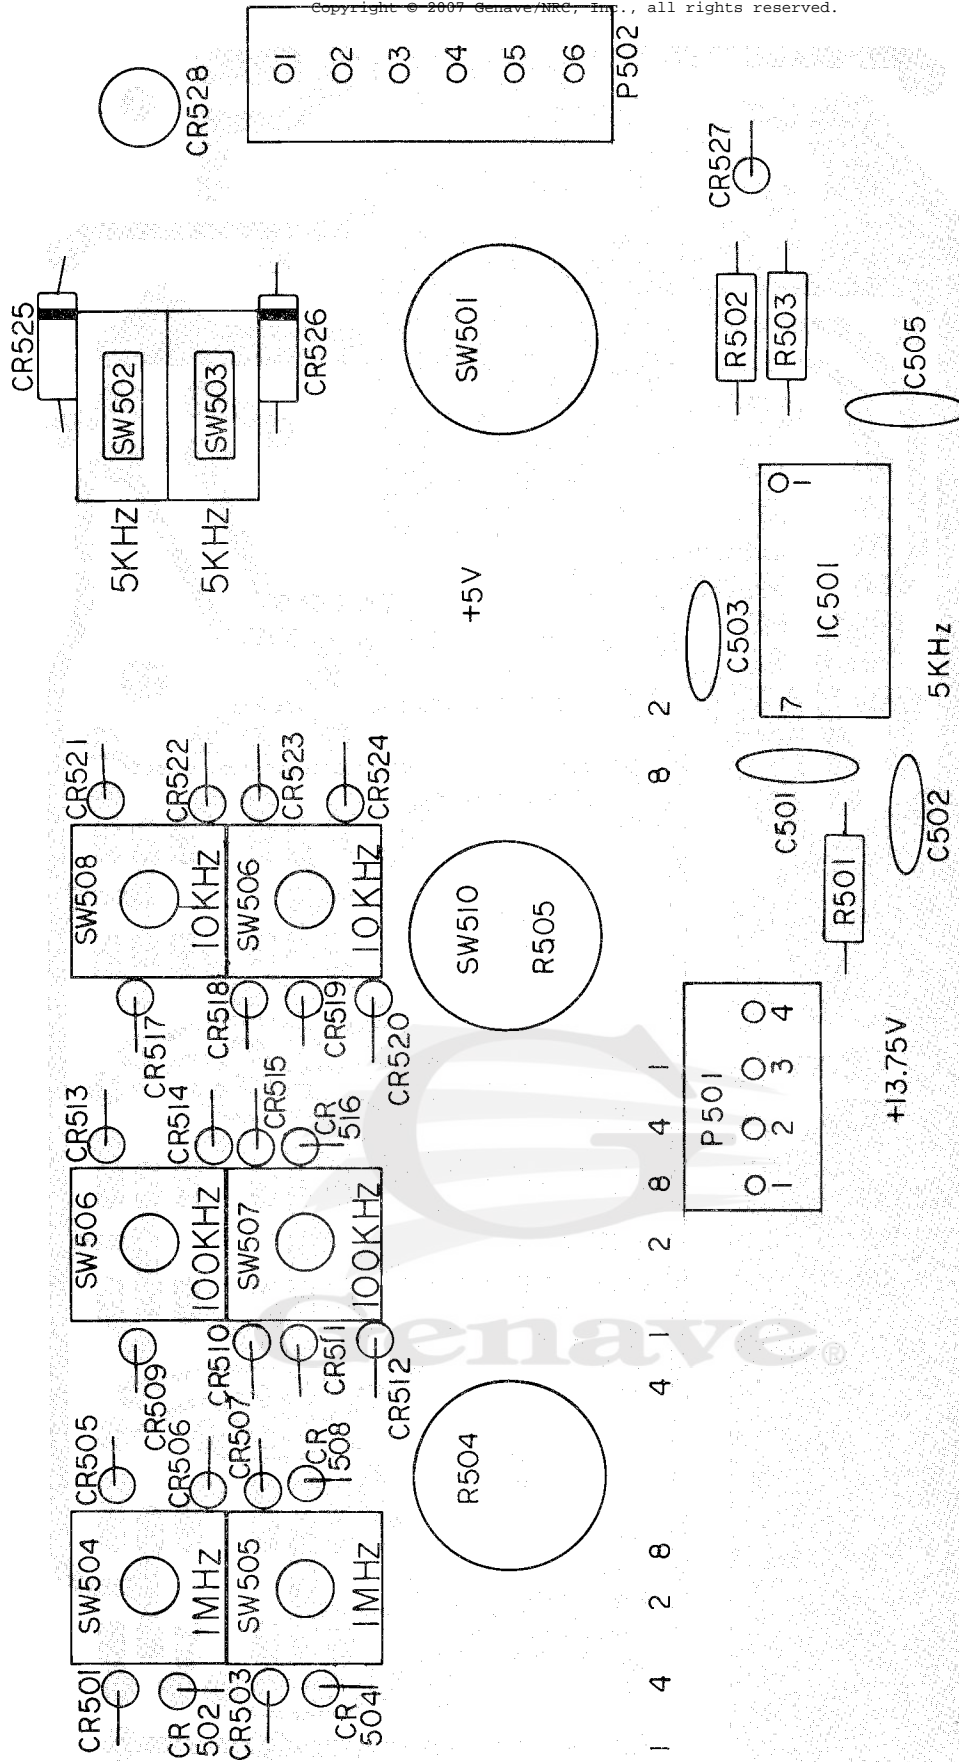 Copyright © 2007 Genave/NRC, Inc., all rights reserved.
CR528
O1
O2
O3
O4
O5
O6
P502
CR525
SW502
SW503
CR526
5KHZ
5KHZ
SW501
CR527
R502
R503
C505
+5V
C503
1
IC501
7
5KHz
2
8
CR521
CR522
CR523
CR524
SW508
10KHZ
SW506
10KHZ
SW510
R505
C501
C502
R501
CR517
CR518
CR519
CR520
P501
1
2
3
4
+13.75V
CR513
CR514
CR515
CR
516
1
4
8
2
SW506
100KHZ
SW507
100KHZ
CR509
CR510
CR511
CR512
Genave®
1
4
CR505
CR506
CR507
CR
508
R504
SW504
1MHZ
SW505
1MHZ
8
2
4
1
CR501
CR
502
CR503
CR
504